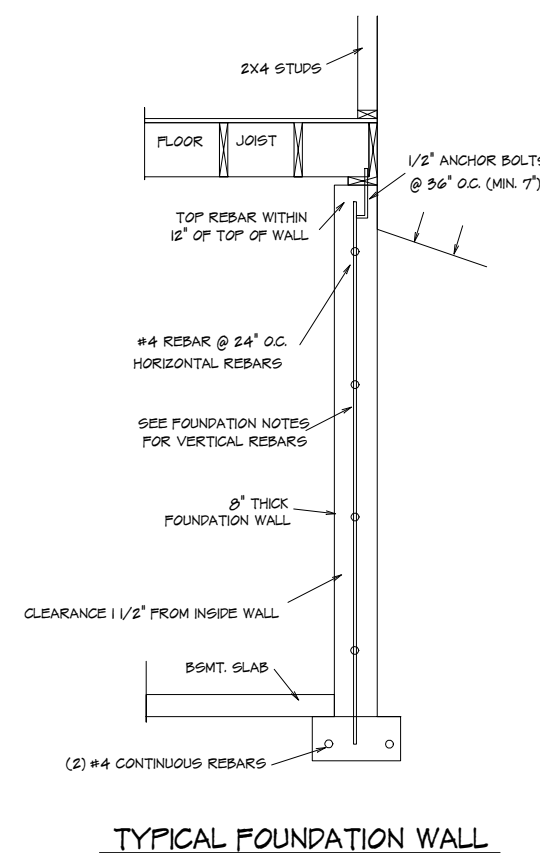 2X4 STUDS
FLOOR JOIST
1/2" ANCHOR BOLTS
@ 36" O.C. (MIN. 7")
TOP REBAR WITHIN
12" OF TOP OF WALL
#4 REBAR @ 24" O.C.
HORIZONTAL REBARS
SEE FOUNDATION NOTES
FOR VERTICAL REBARS
8" THICK
FOUNDATION WALL
CLEARANCE 1 1/2" FROM INSIDE WALL
BSMT. SLAB
(2) #4 CONTINUOUS REBARS
TYPICAL FOUNDATION WALL